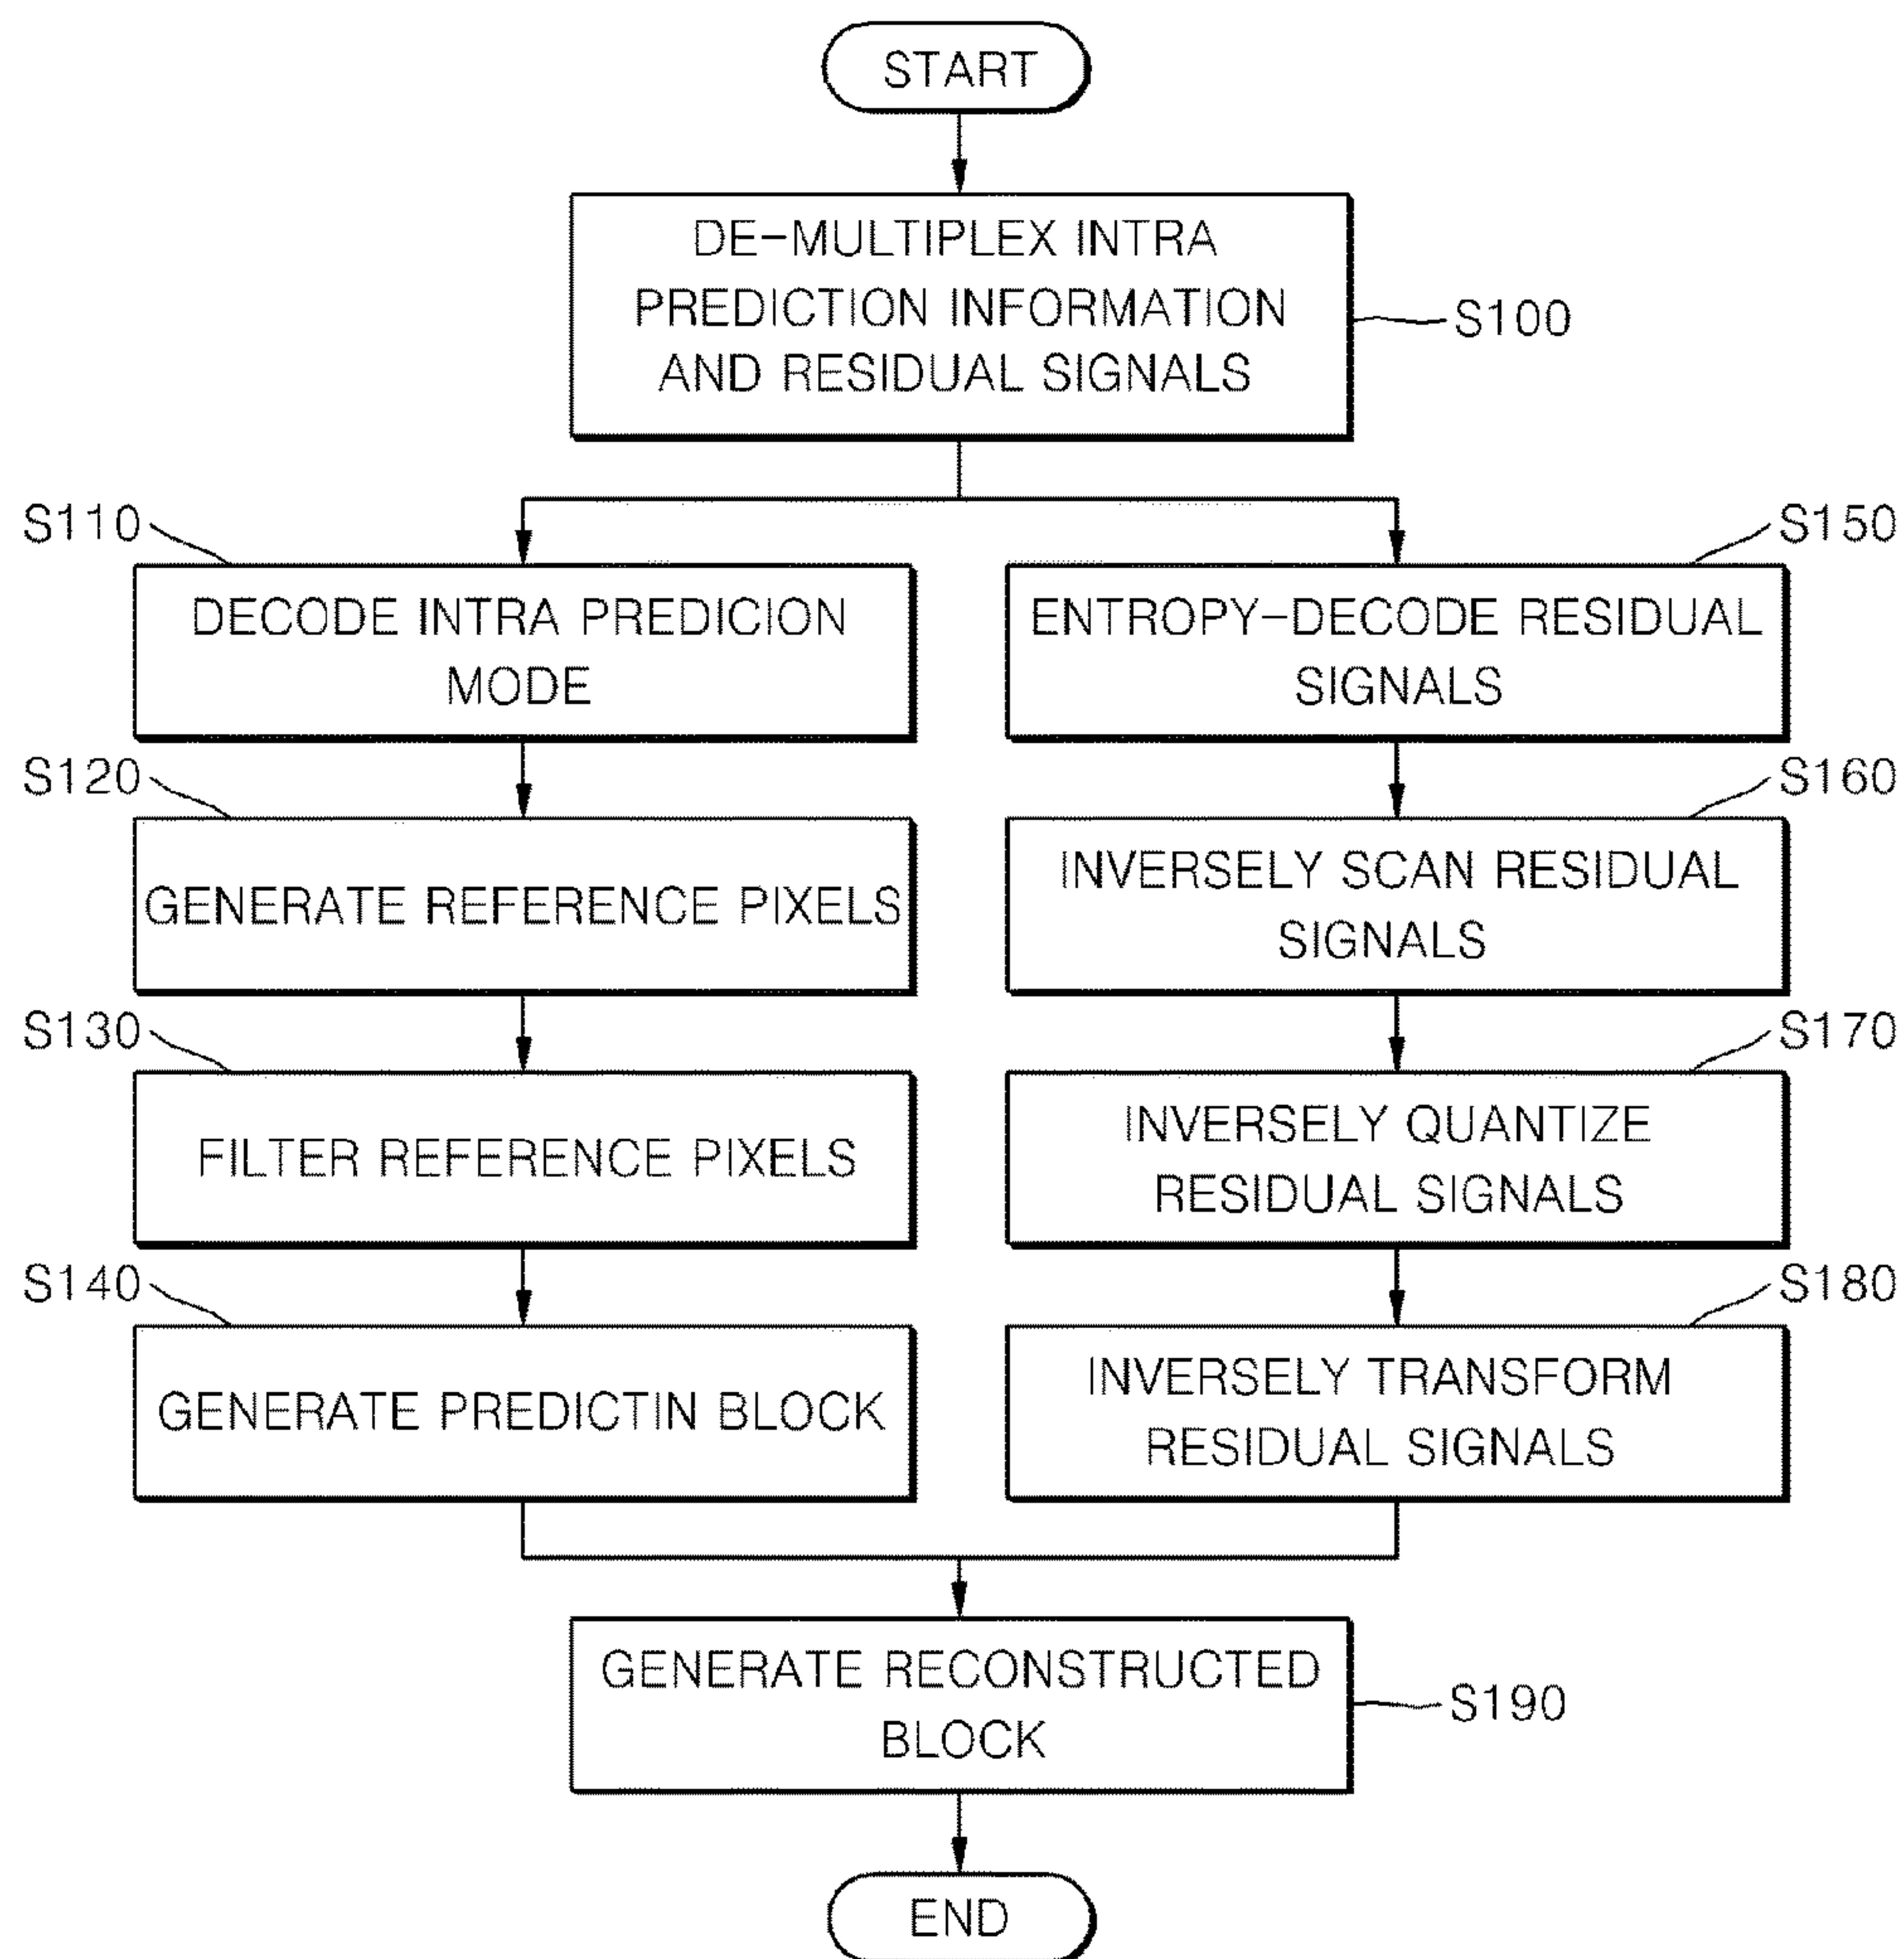 START
DE-MULTIPLEX INTRA
PREDICTION INFORMATION
AND RESIDUAL SIGNALS
S100
S110
DECODE INTRA PREDICION
MODE
S150
ENTROPY-DECODE RESIDUAL
SIGNALS
S120
GENERATE REFERENCE PIXELS
S160
INVERSELY SCAN RESIDUAL
SIGNALS
S130
FILTER REFERENCE PIXELS
S170
INVERSELY QUANTIZE
RESIDUAL SIGNALS
S140
GENERATE PREDICTIN BLOCK
S180
INVERSELY TRANSFORM
RESIDUAL SIGNALS
GENERATE RECONSTRUCTED
BLOCK
S190
END